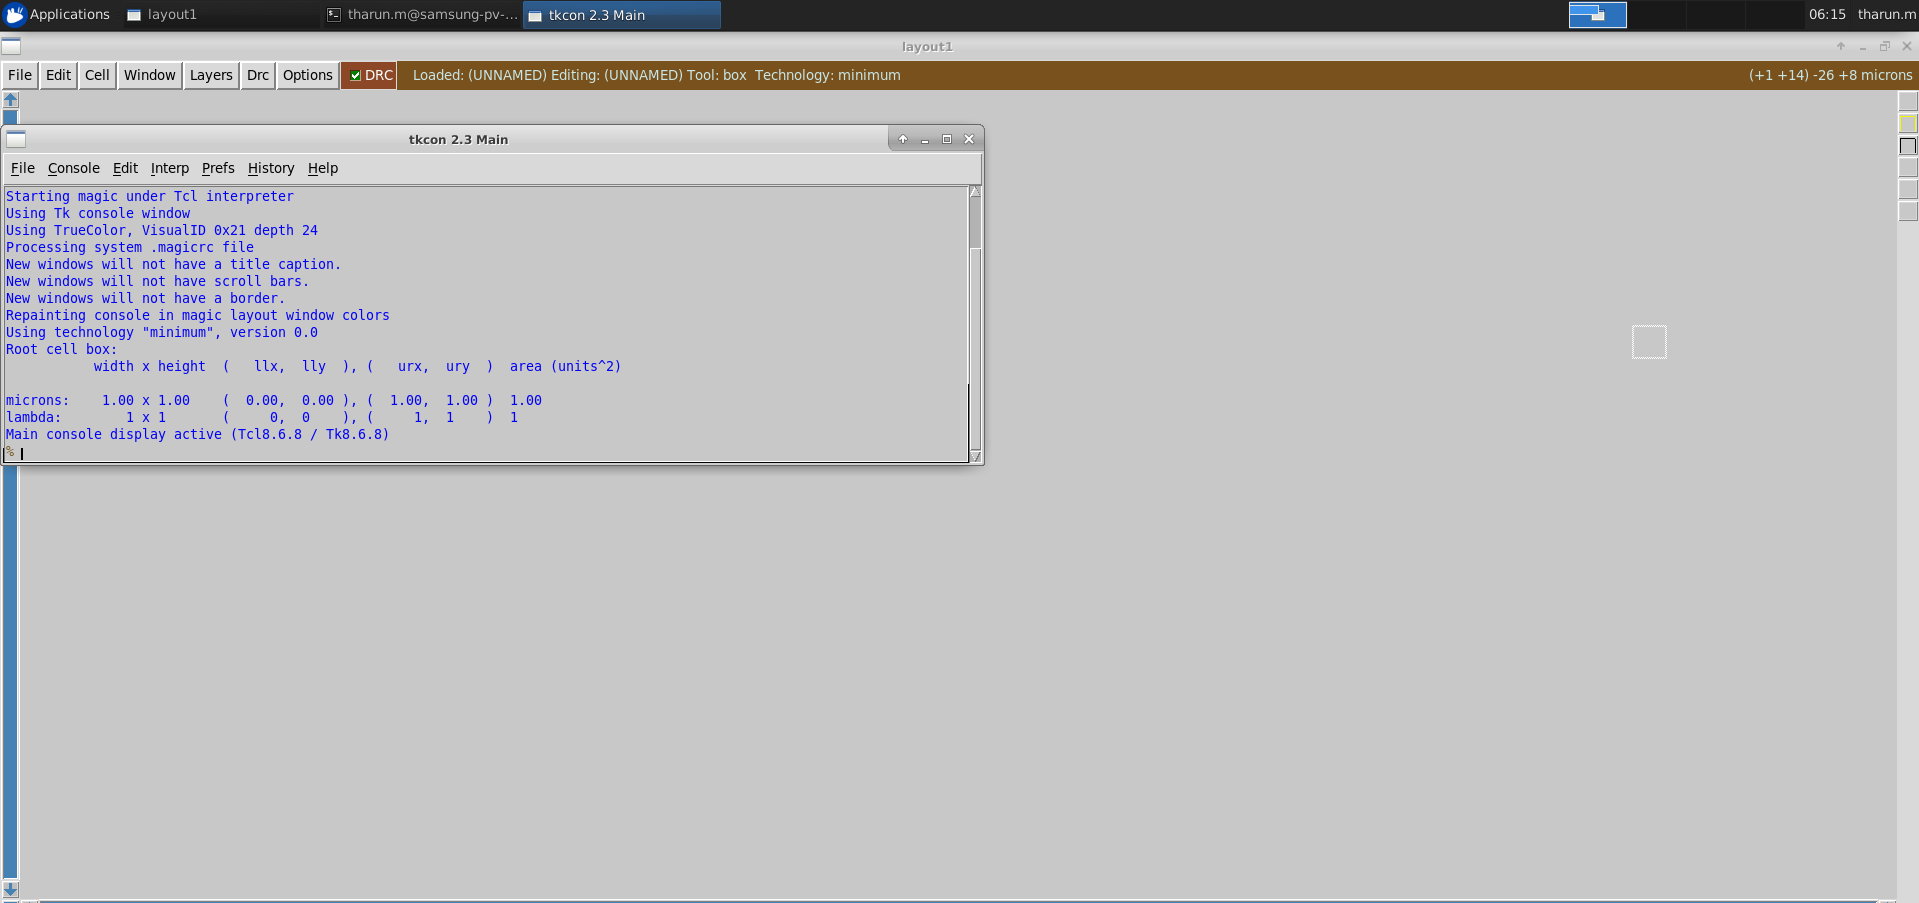 Applications layout1 tharun.m@samsung-pv-... tkcon 2.3 Main 06:15 tharun.m
layout1
File Edit Cell Window Layers Drc Options DRC Loaded: (UNNAMED) Editing: (UNNAMED) Tool: box Technology: minimum (+1 +14) -26 +8 microns
tkcon 2.3 Main
File Console Edit Interp Prefs History Help
Starting magic under Tcl interpreter
Using Tk console window
Using TrueColor, VisualID 0x21 depth 24
Processing system .magicrc file
New windows will not have a title caption.
New windows will not have scroll bars.
New windows will not have a border.
Repainting console in magic layout window colors
Using technology "minimum", version 0.0
Root cell box:
width x height ( llx, lly ), ( urx, ury ) area (units^2)
microns: 1.00 x 1.00 ( 0.00, 0.00 ), ( 1.00, 1.00 ) 1.00
lambda: 1 x 1 ( 0, 0 ), ( 1, 1 ) 1
Main console display active (Tcl8.6.8 / Tk8.6.8)
%